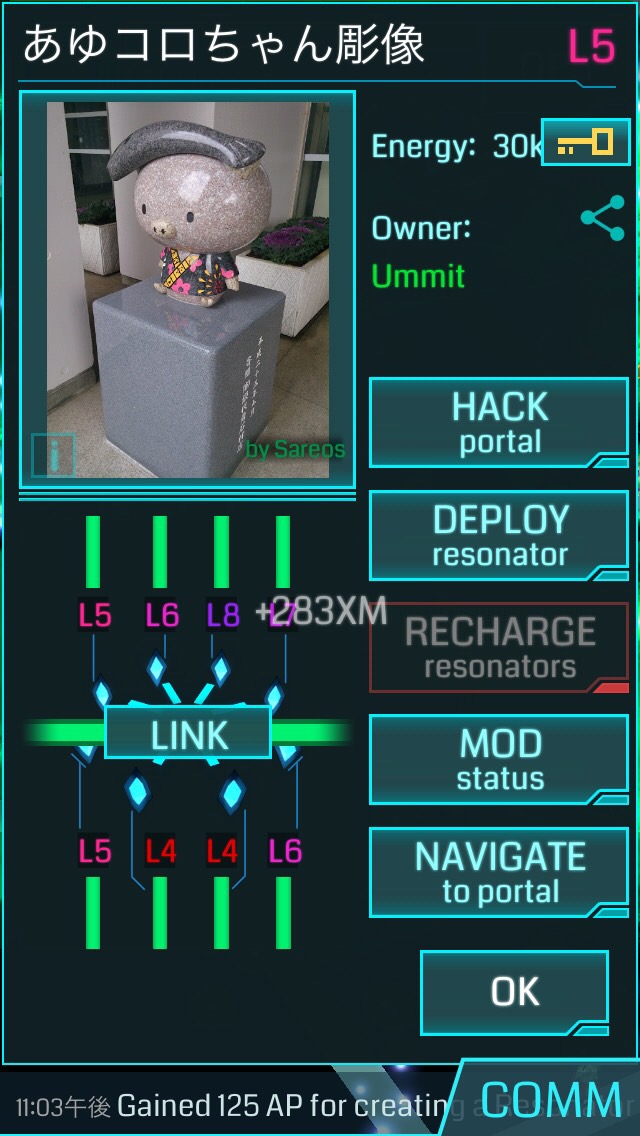 あゆコロちゃん彫像
L5
Energy: 30k
Owner:
Ummit
by Sareos
i
HACK
portal
DEPLOY
resonator
RECHARGE
resonators
MOD
status
NAVIGATE
to portal
OK
L5 L6 L8 L7
+283XM
LINK
L5 L4 L4 L6
11:03午後 Gained 125 AP for creating a Resonator
COMM